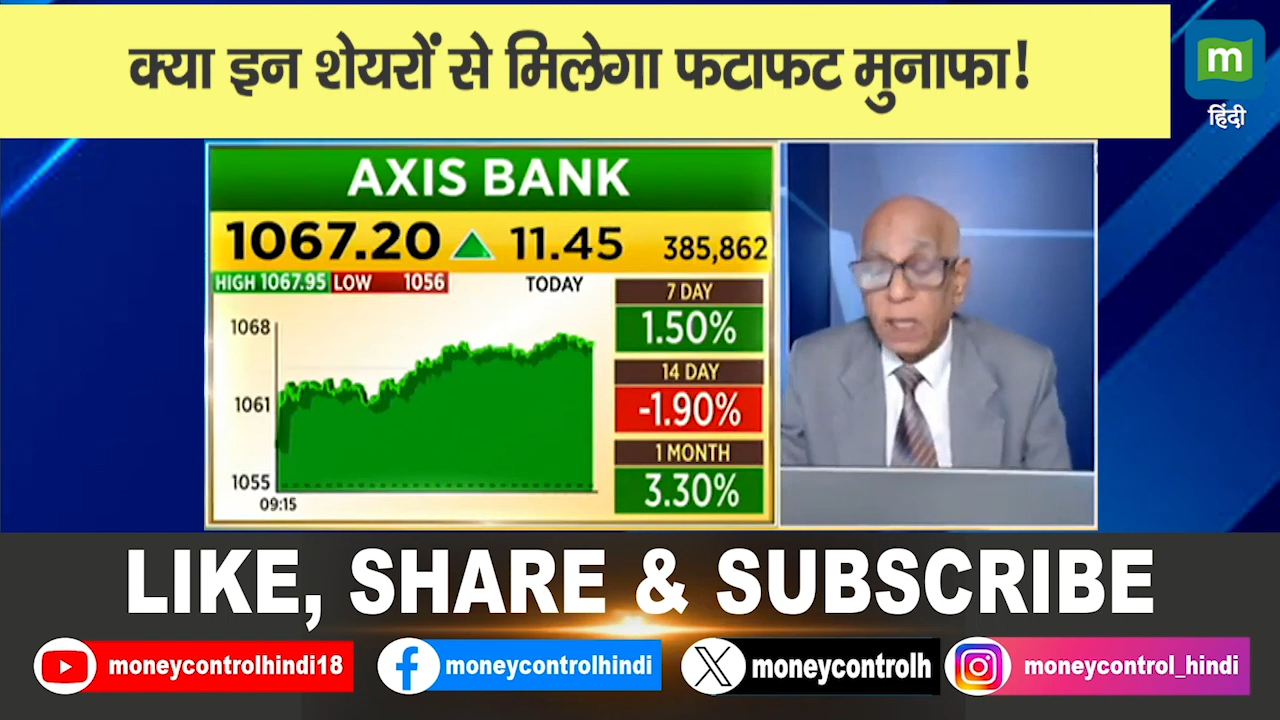 क्या इन शेयरों से मिलेगा फटाफट मुनाफा!
m
हिंदी
AXIS BANK
1067.20 11.45 385,862
HIGH 1067.95 LOW 1056 TODAY
1068
1061
1055
09:15
7 DAY
1.50%
14 DAY
-1.90%
1 MONTH
3.30%
LIKE, SHARE & SUBSCRIBE
moneycontrolhindi18 moneycontrolhindi moneycontrolh moneycontrol_hindi